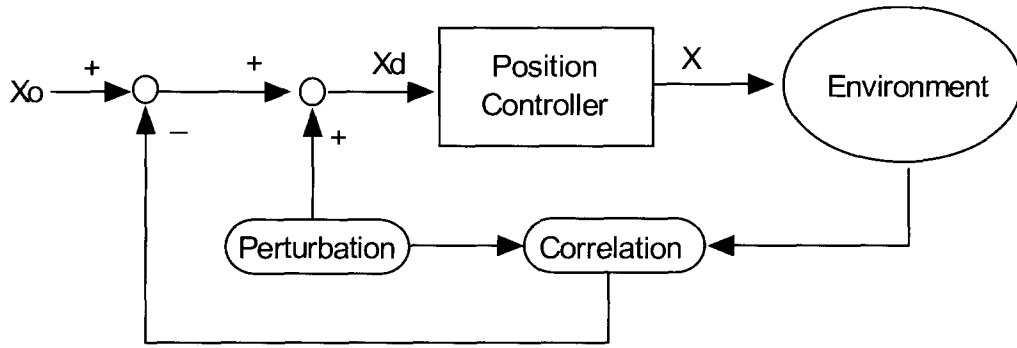 Xo
+
–
+
+
Xd
Position
Controller
X
Environment
Perturbation
Correlation